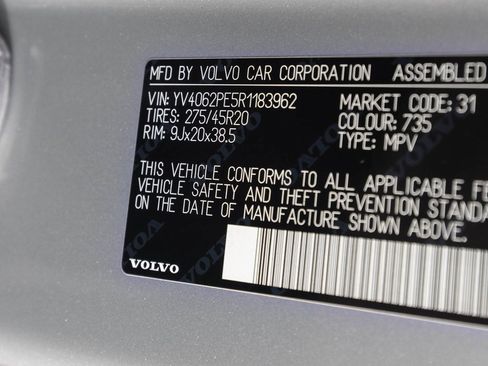 MFD BY VOLVO CAR CORPORATION ASSEMBLED
VIN: YV4062PE5R1183962 MARKET CODE: 31
TIRES: 275/45R20 COLOUR: 735
RIM: 9Jx20x38.5 TYPE: MPV
THIS VEHICLE CONFORMS TO ALL APPLICABLE
VEHICLE SAFETY AND THEFT PREVENTION STANDA
ON THE DATE OF MANUFACTURE SHOWN ABOVE.
VOLVO